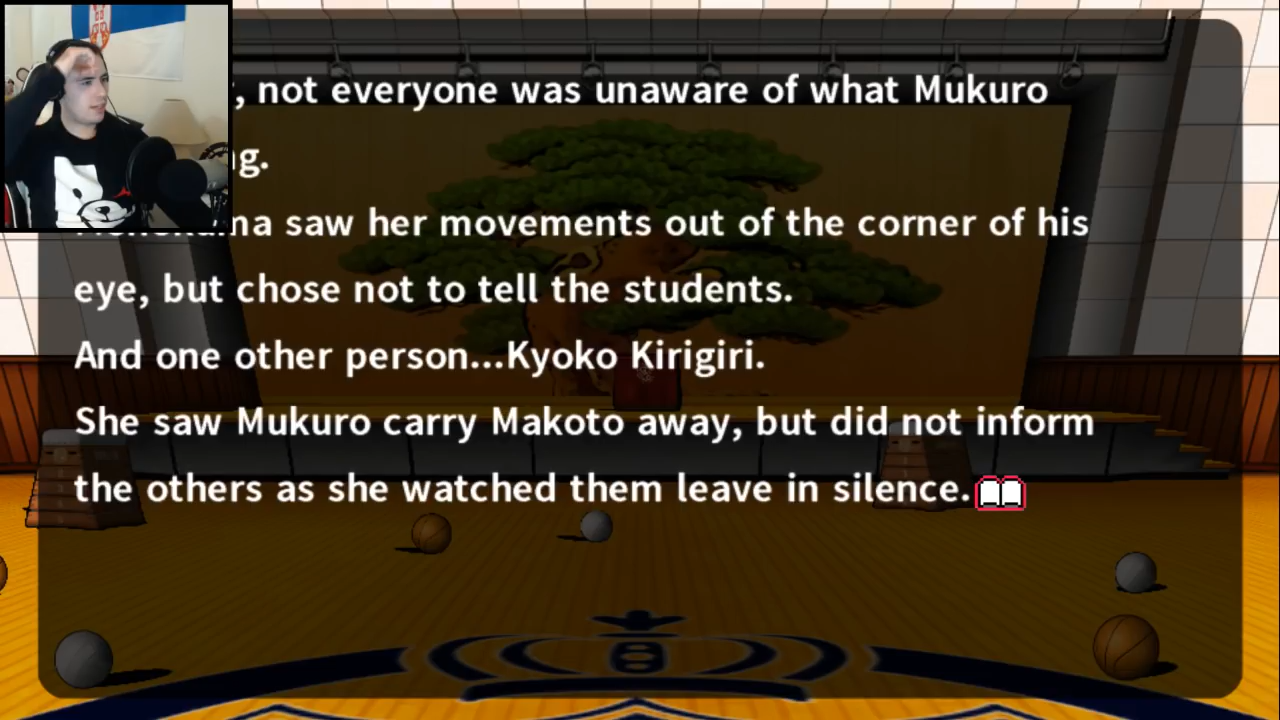 , not everyone was unaware of what Mukuro
g.
ma saw her movements out of the corner of his
eye, but chose not to tell the students.
And one other person...Kyoko Kirigiri.
She saw Mukuro carry Makoto away, but did not inform
the others as she watched them leave in silence.